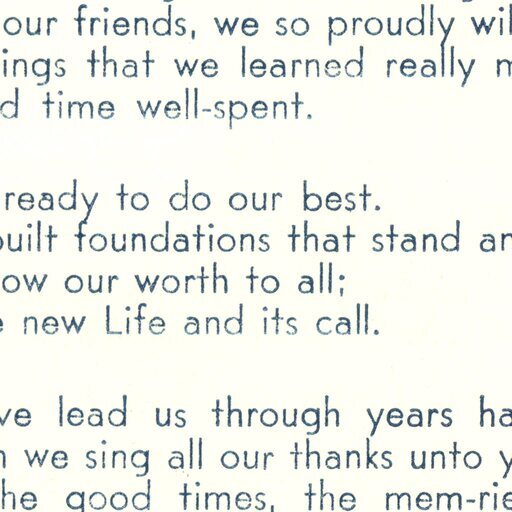 our friends, we so proudly wil
ings that we learned really m
d time well-spent.
ready to do our best.
built foundations that stand an
ow our worth to all;
e new Life and its call.
ve lead us through years ha
n we sing all our thanks unto y
he good times, the mem-rie